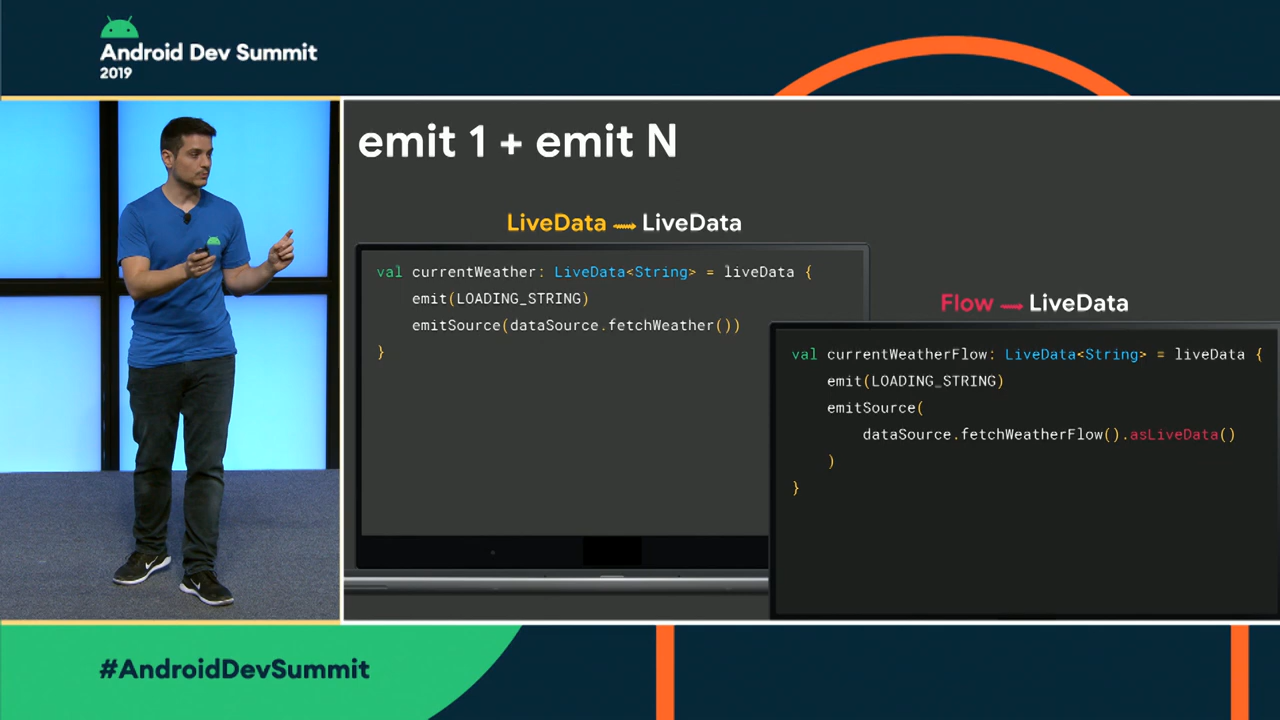 Android Dev Summit
2019
emit 1 + emit N
LiveData → LiveData
val currentWeather: LiveData<String> = liveData {
    emit(LOADING_STRING)
    emitSource(dataSource.fetchWeather())
}
Flow → LiveData
val currentWeatherFlow: LiveData<String> = liveData {
    emit(LOADING_STRING)
    emitSource(
        dataSource.fetchWeatherFlow().asLiveData()
    )
}
#AndroidDevSummit